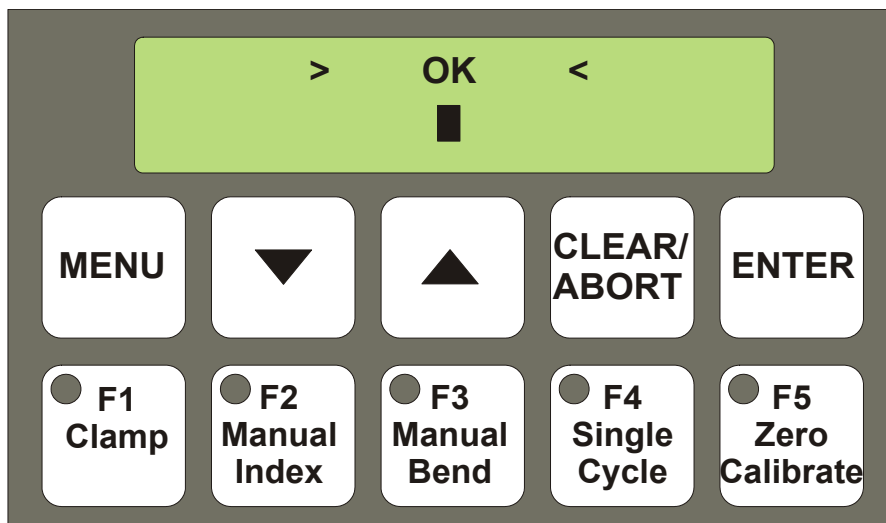 > OK <
MENU
▼
▲
CLEAR/
ABORT
ENTER
F1
Clamp
F2
Manual
Index
F3
Manual
Bend
F4
Single
Cycle
F5
Zero
Calibrate